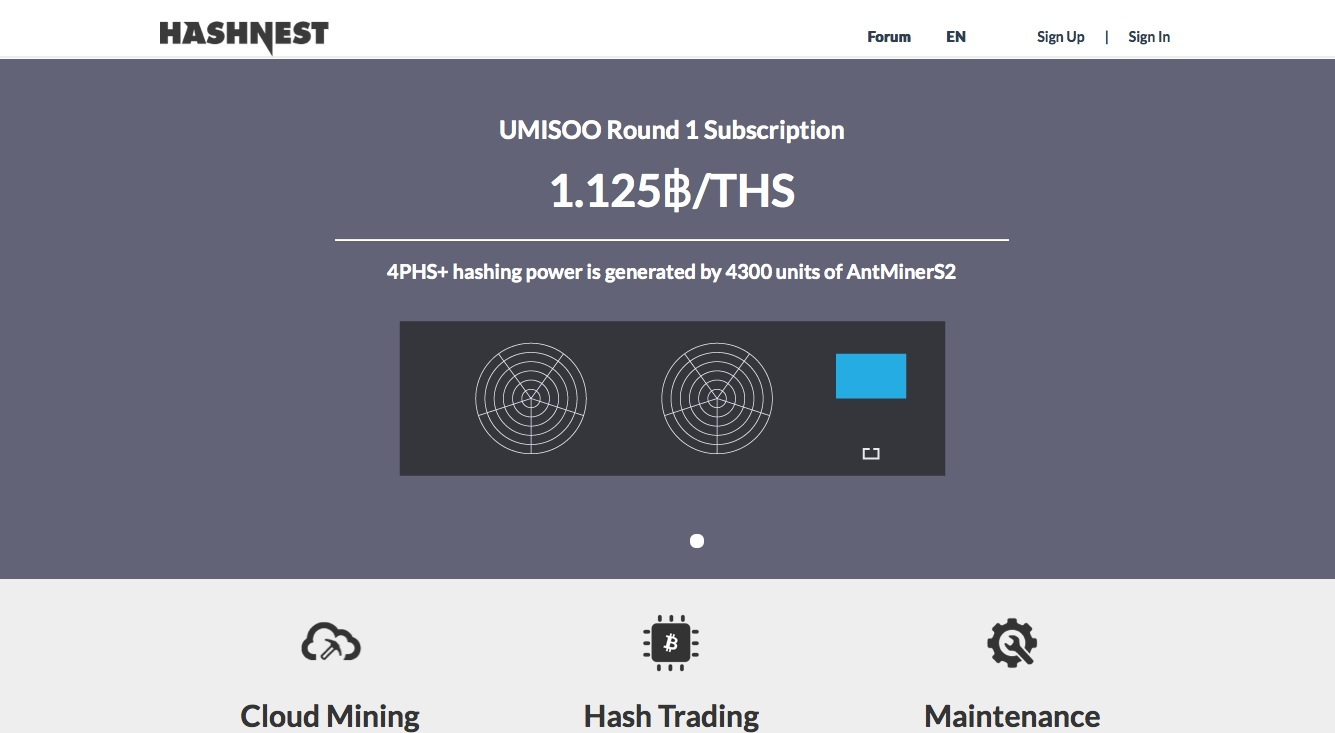 HASHNEST
Forum EN Sign Up | Sign In
UMISOO Round 1 Subscription
1.125฿/THS
4PHS+ hashing power is generated by 4300 units of AntMinerS2
Cloud Mining Hash Trading Maintenance